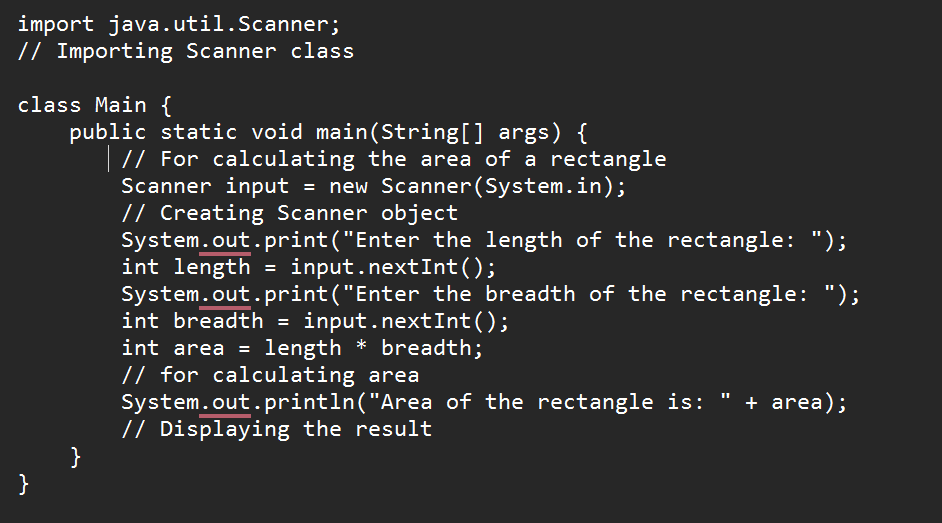 import java.util.Scanner;
// Importing Scanner class

class Main {
    public static void main(String[] args) {
        // For calculating the area of a rectangle
        Scanner input = new Scanner(System.in);
        // Creating Scanner object
        System.out.print("Enter the length of the rectangle: ");
        int length = input.nextInt();
        System.out.print("Enter the breadth of the rectangle: ");
        int breadth = input.nextInt();
        int area = length * breadth;
        // for calculating area
        System.out.println("Area of the rectangle is: " + area);
        // Displaying the result
    }
}